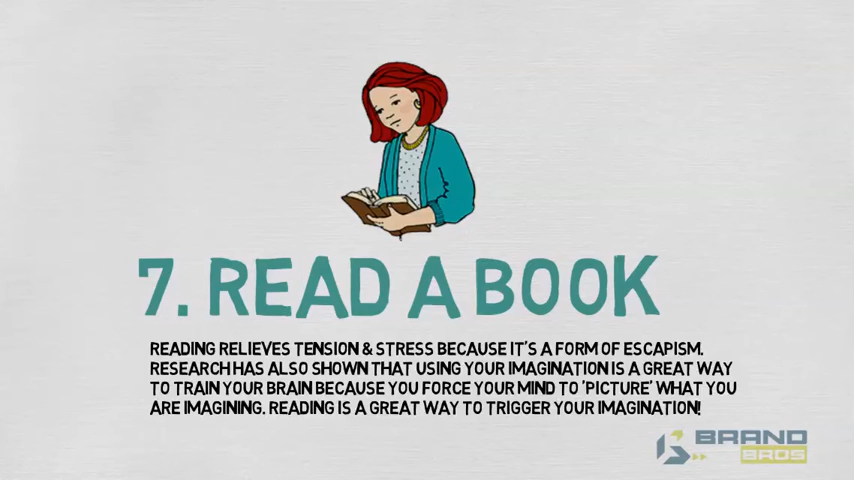 7. READ A BOOK
READING RELIEVES TENSION & STRESS BECAUSE IT'S A FORM OF ESCAPISM.
RESEARCH HAS ALSO SHOWN THAT USING YOUR IMAGINATION IS A GREAT WAY
TO TRAIN YOUR BRAIN BECAUSE YOU FORCE YOUR MIND TO 'PICTURE' WHAT YOU
ARE IMAGINING. READING IS A GREAT WAY TO TRIGGER YOUR IMAGINATION!
BRAND
BROS